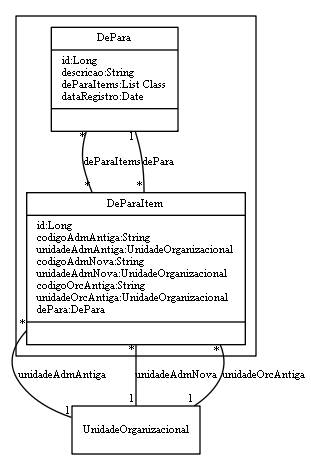 DePara
id:Long
descricao:String
deParaItems:List Class
dataRegistro:Date
* 1
deParaItems dePara
* *
DeParaItem
id:Long
codigoAdmAntiga:String
unidadeAdmAntiga:UnidadeOrganizacional
codigoAdmNova:String
unidadeAdmNova:UnidadeOrganizacional
codigoOrcAntiga:String
unidadeOrcAntiga:UnidadeOrganizacional
dePara:DePara
* * *
unidadeAdmAntiga unidadeAdmNova unidadeOrcAntiga
1 1 1
UnidadeOrganizacional